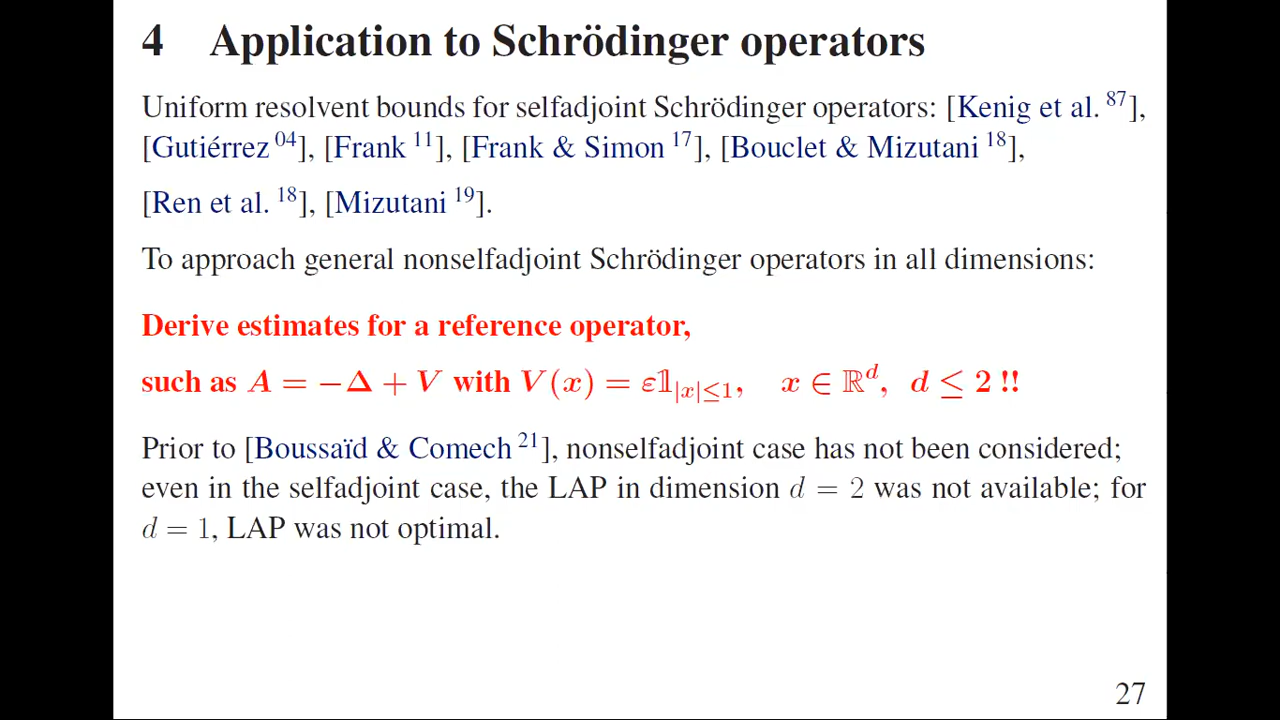 4 Application to Schrödinger operators
Uniform resolvent bounds for selfadjoint Schrödinger operators: [Kenig et al. 87],
[Gutiérrez 04], [Frank 11], [Frank & Simon 17], [Bouclet & Mizutani 18],
[Ren et al. 18], [Mizutani 19].
To approach general nonselfadjoint Schrödinger operators in all dimensions:
Derive estimates for a reference operator,
such as A = −Δ + V with V(x) = ε𝟙_{|x|≤1}, x ∈ ℝ^d, d ≤ 2 !!
Prior to [Boussaïd & Comech 21], nonselfadjoint case has not been considered;
even in the selfadjoint case, the LAP in dimension d = 2 was not available; for
d = 1, LAP was not optimal.
27